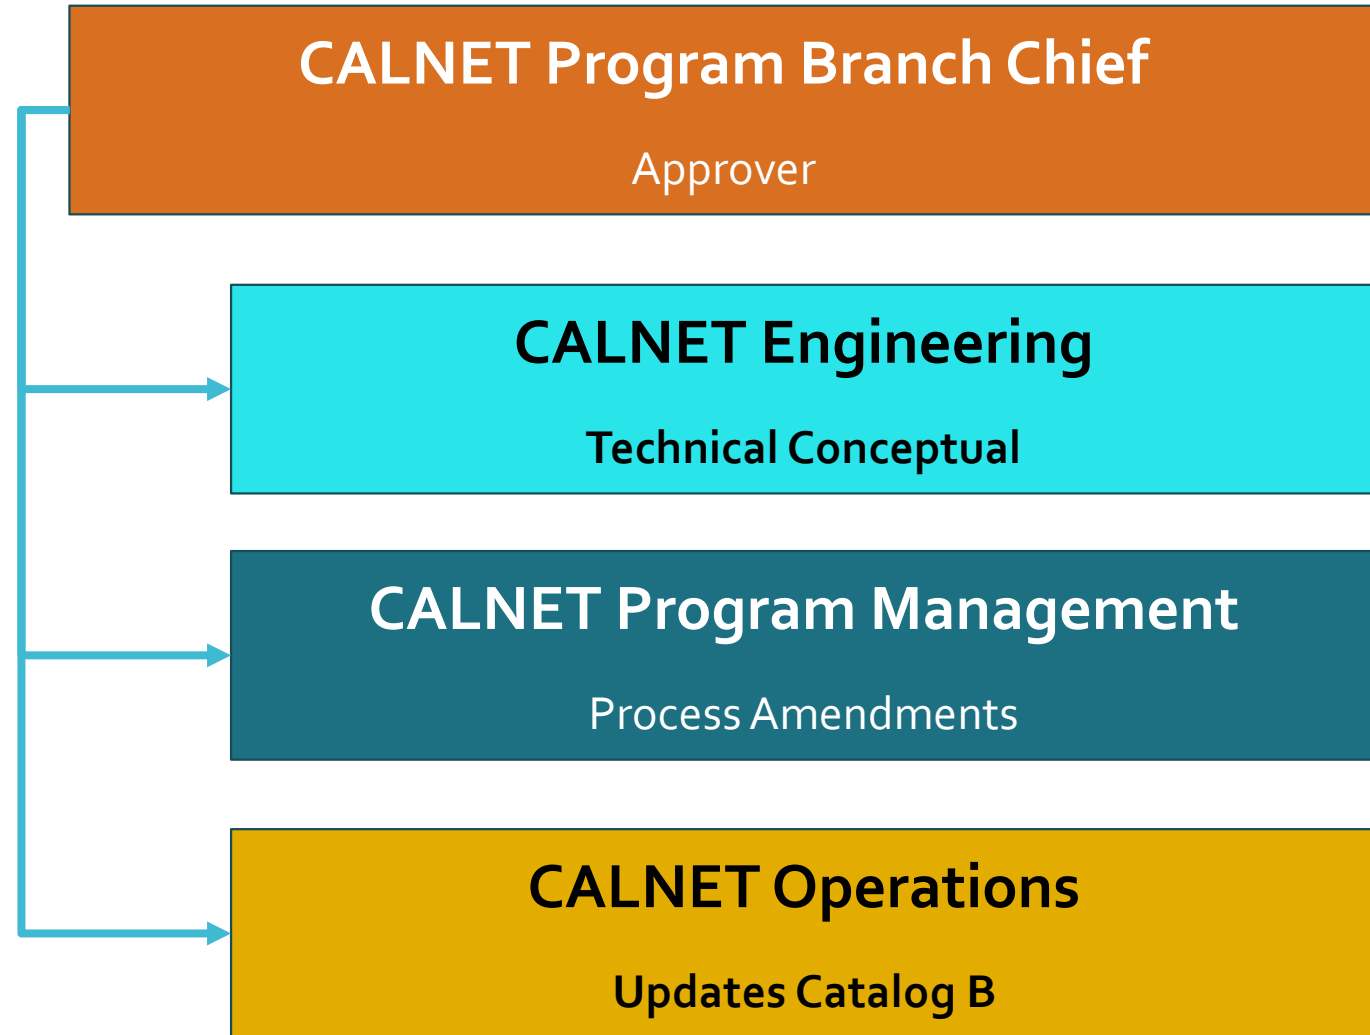 CALNET Program Branch Chief
Approver
CALNET Engineering
Technical Conceptual
CALNET Program Management
Process Amendments
CALNET Operations
Updates Catalog B